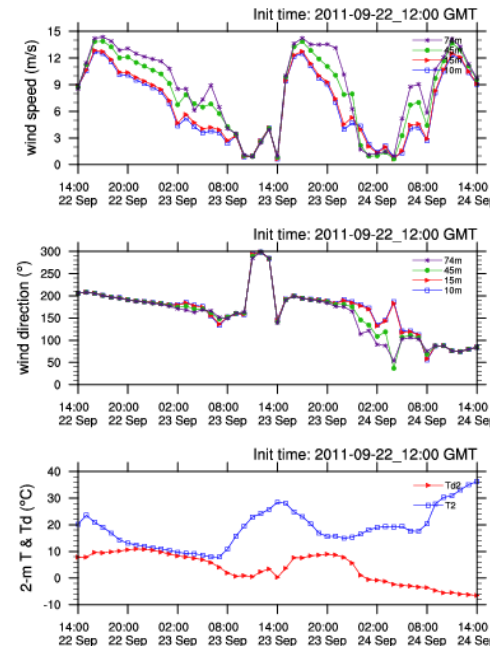 Init time: 2011-09-22_12:00 GMT
wind speed (m/s)
15
12
9
6
3
0
74m
45m
15m
10m
14:00 20:00 02:00 08:00 14:00 20:00 02:00 08:00 14:00
22 Sep 22 Sep 23 Sep 23 Sep 23 Sep 23 Sep 24 Sep 24 Sep 24 Sep
Init time: 2011-09-22_12:00 GMT
wind direction (°)
300
250
200
150
100
50
0
74m
45m
15m
10m
14:00 20:00 02:00 08:00 14:00 20:00 02:00 08:00 14:00
22 Sep 22 Sep 23 Sep 23 Sep 23 Sep 23 Sep 24 Sep 24 Sep 24 Sep
Init time: 2011-09-22_12:00 GMT
2-m T & Td (°C)
40
30
20
10
0
-10
Td2
T2
14:00 20:00 02:00 08:00 14:00 20:00 02:00 08:00 14:00
22 Sep 22 Sep 23 Sep 23 Sep 23 Sep 23 Sep 24 Sep 24 Sep 24 Sep